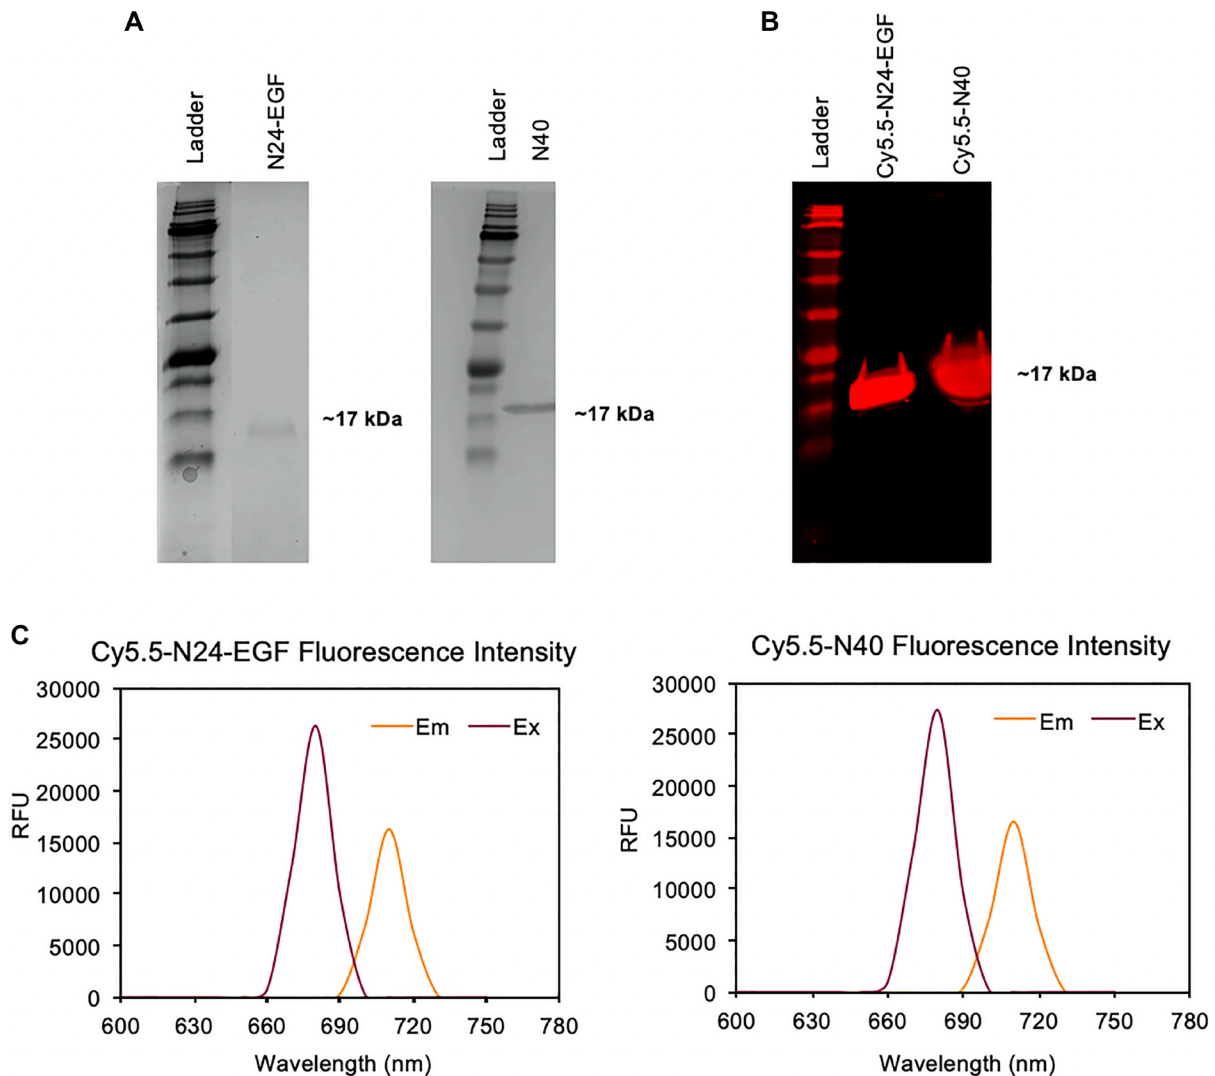 A
B
Ladder
N24-EGF
Ladder
N40
Ladder
Cy5.5-N24-EGF
Cy5.5-N40
~17 kDa
~17 kDa
~17 kDa
C
Cy5.5-N24-EGF Fluorescence Intensity
30000
25000
20000
15000
10000
5000
0
RFU
Em
Ex
600
630
660
690
720
750
780
Wavelength (nm)
Cy5.5-N40 Fluorescence Intensity
30000
25000
20000
15000
10000
5000
0
RFU
Em
Ex
600
630
660
690
720
750
780
Wavelength (nm)